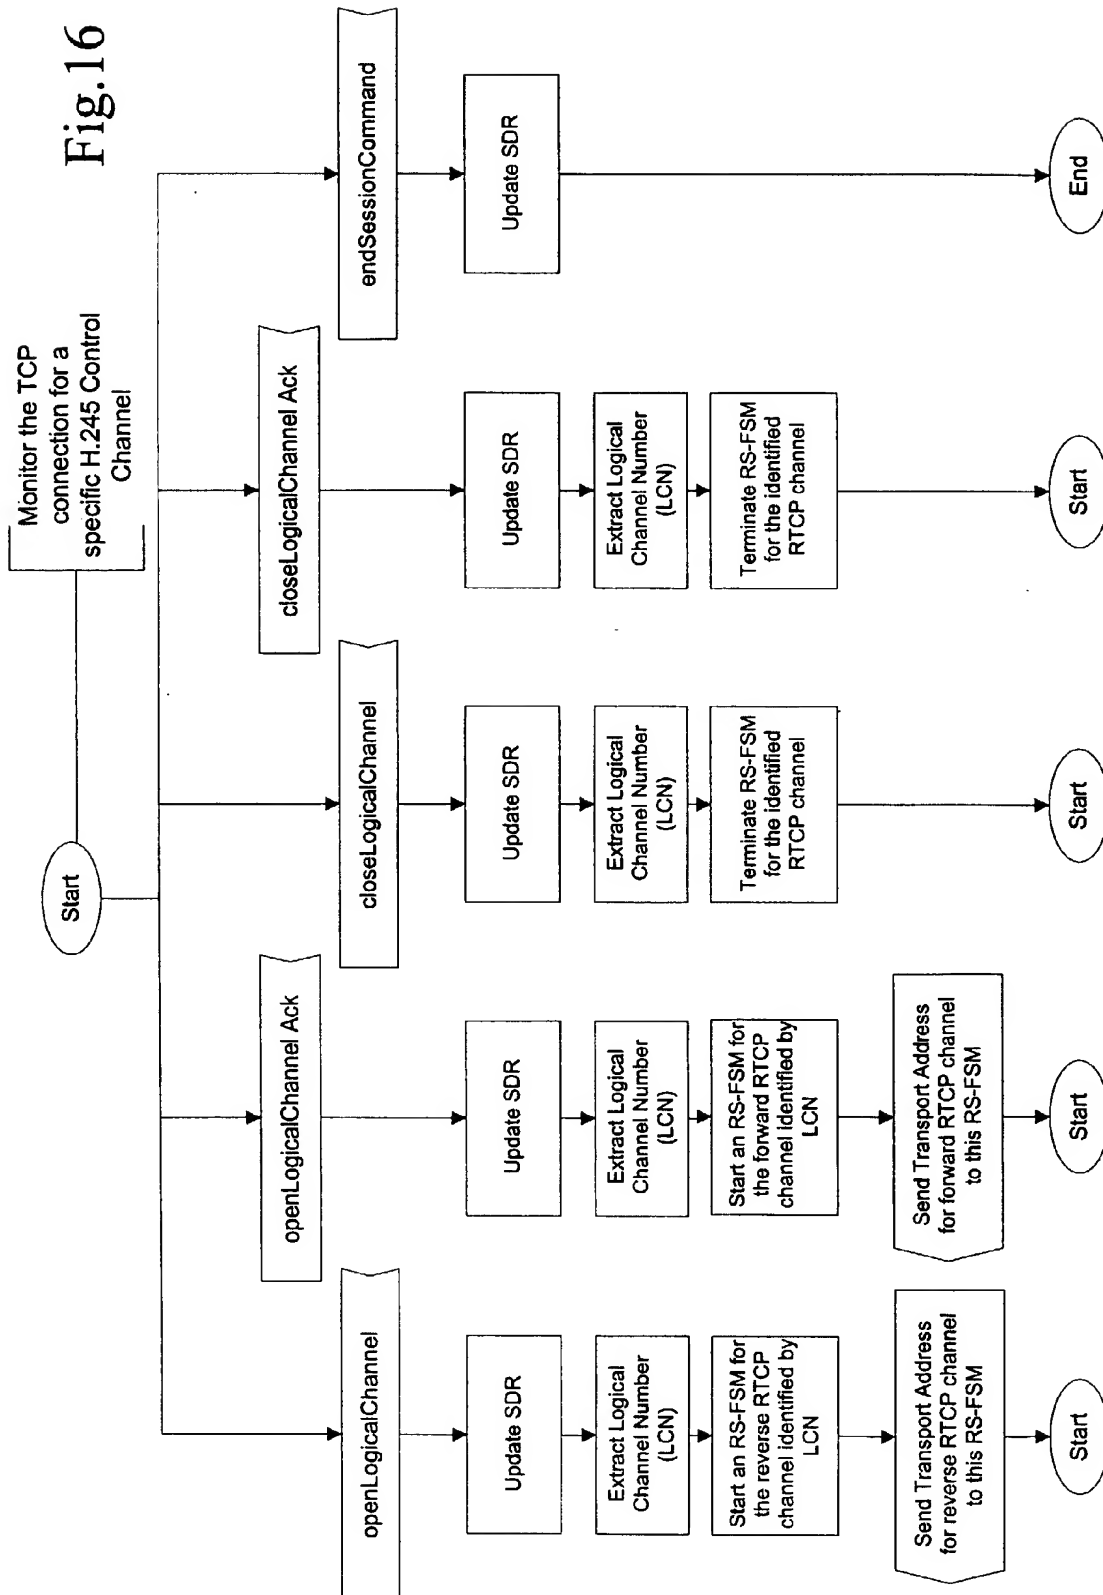 Fig.16
Monitor the TCP
connection for a
specific H.245 Control
Channel
Start
openLogicalChannel
Update SDR
Extract Logical
Channel Number
(LCN)
Start an RS-FSM for
the reverse RTCP
channel identified by
LCN
Send Transport Address
for reverse RTCP channel
to this RS-FSM
Start
openLogicalChannel Ack
Update SDR
Extract Logical
Channel Number
(LCN)
Start an RS-FSM for
the forward RTCP
channel identified by
LCN
Send Transport Address
for forward RTCP channel
to this RS-FSM
Start
closeLogicalChannel
Update SDR
Extract Logical
Channel Number
(LCN)
Terminate RS-FSM
for the identified
RTCP channel
Start
closeLogicalChannel Ack
Update SDR
Extract Logical
Channel Number
(LCN)
Terminate RS-FSM
for the identified
RTCP channel
Start
endSessionCommand
Update SDR
End